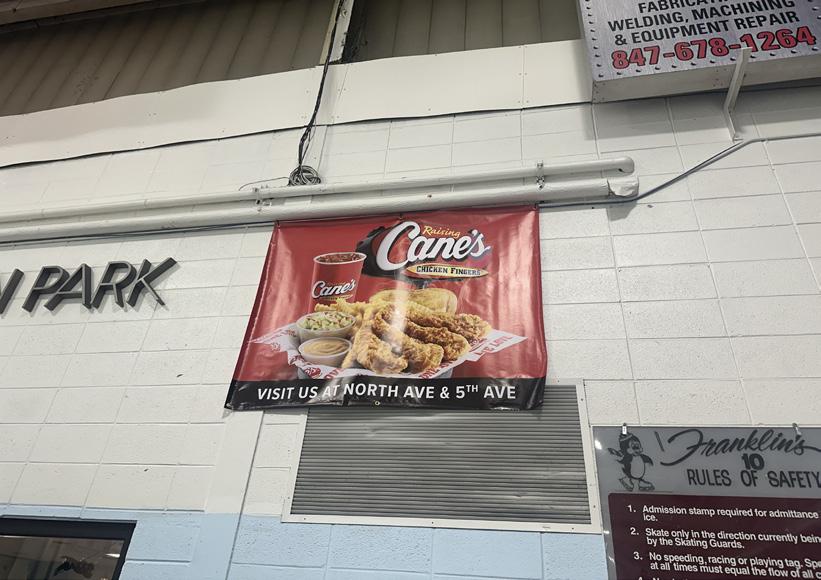 WELDING, MACHINING
& EQUIPMENT REPAIR
847-678-1264
PARK
Raising
Cane's
CHICKEN FINGERS
Cane's
VISIT US AT NORTH AVE & 5TH AVE
Franklin's
10
RULES OF SAFETY
1. Admission stamp required for admittance
ice.
2. Skate only in the direction currently bein
by the Skating Guards.
3. No speeding, racing or playing tag. Spe
at all times must equal the flow of all